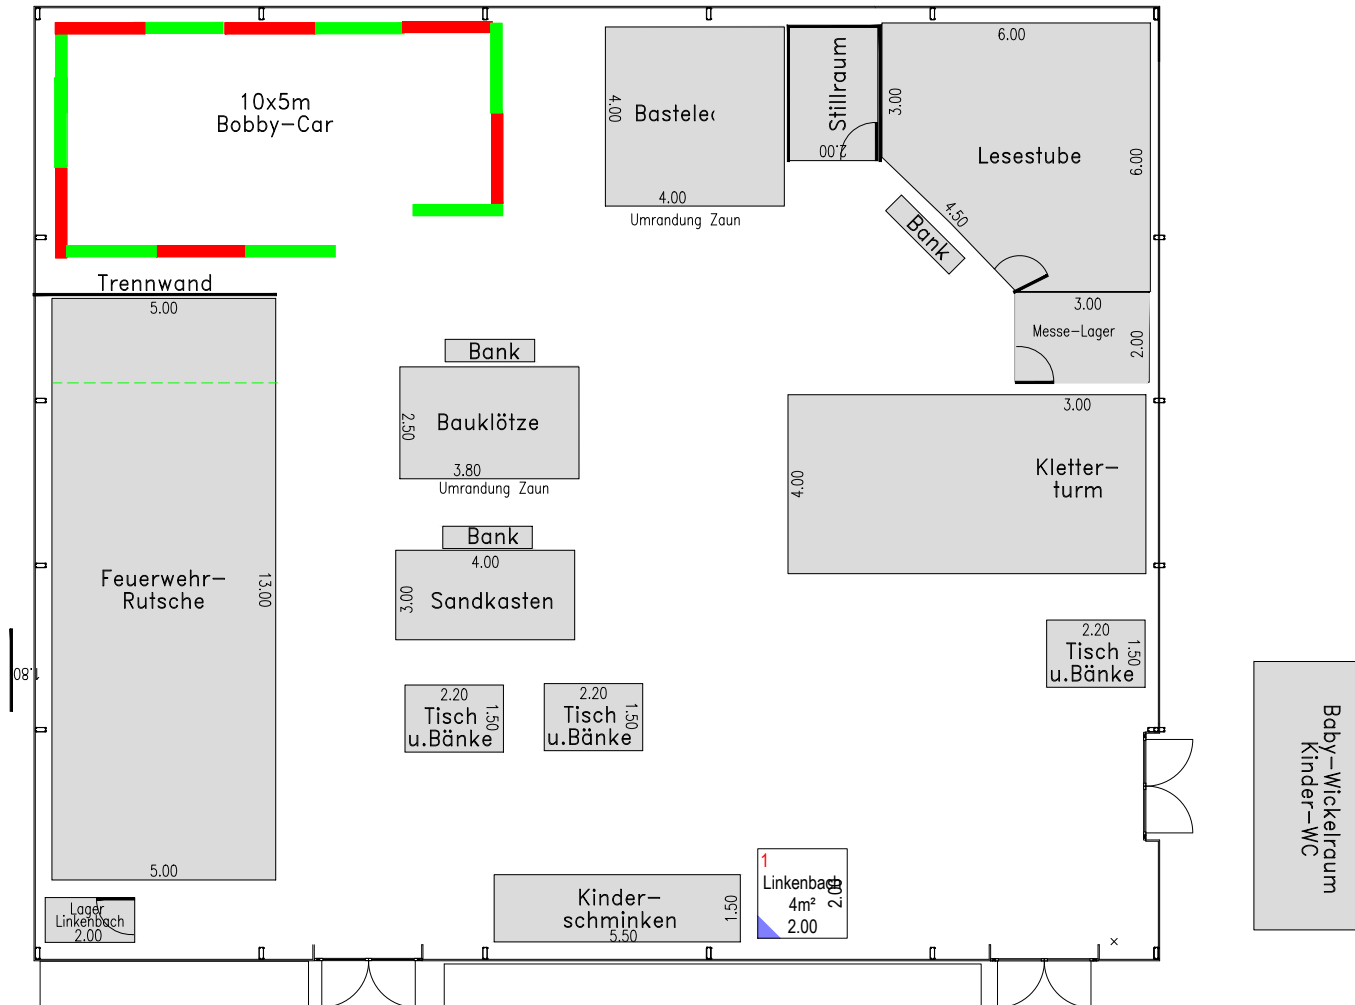 10x5m
Bobby-Car
4.00
4.00
Umrandung Zaun
Stillraum
2.00
6.00
3.00
Lesestube
6.00
4.50
Bank
Trennwand
5.00
3.00
Messe-Lager
2.00
Bank
2.50
Bauklötze
3.80
Umrandung Zaun
3.00
4.00
Kletter-
turm
Bank
4.00
3.00
Sandkasten
Feuerwehr-
Rutsche
13.00
1.80
2.20
Tisch
u.Bänke
1.50
2.20
Tisch
u.Bänke
1.50
2.20
Tisch
u.Bänke
1.50
Baby-Wickelraum
Kinder-WC
5.00
Lager
Linkenbach
2.00
Kinder-
schminken
5.50
1.50
1
Linkenbach
4m²
2.00
2.00